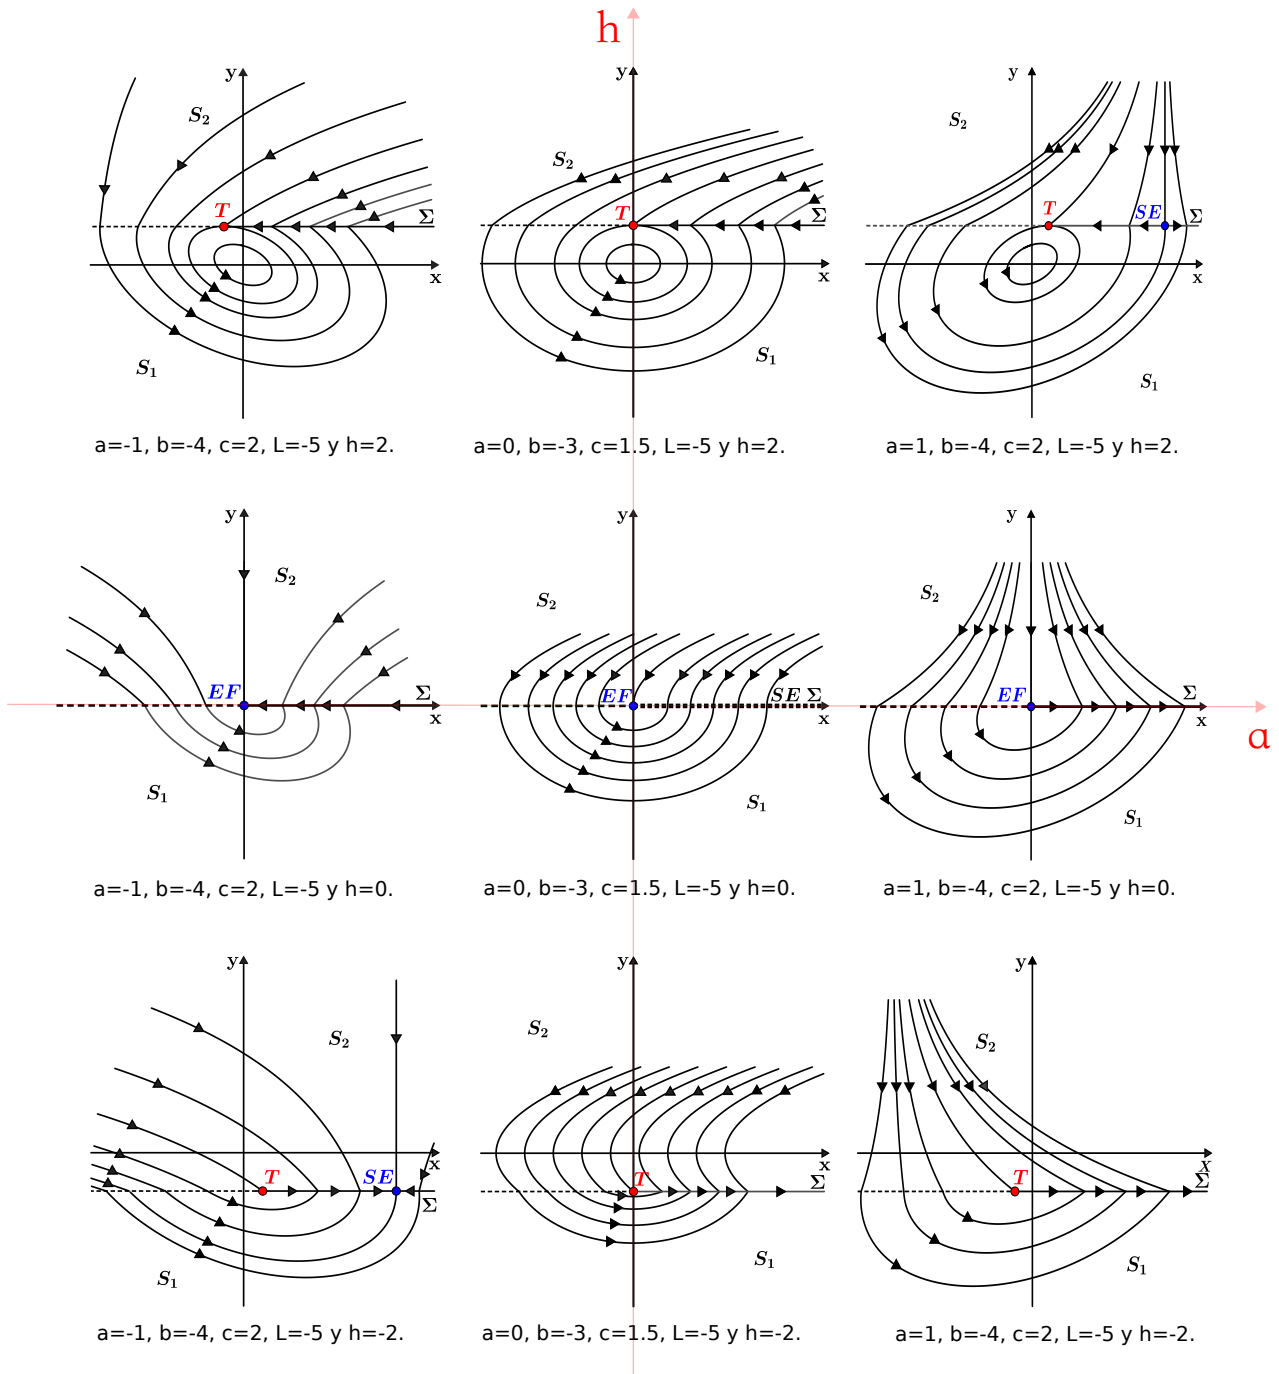 h
y y y
S2 S2 S2
T Σ T Σ T SE Σ
x x x
S1 S1 S1
a=-1, b=-4, c=2, L=-5 y h=2. a=0, b=-3, c=1.5, L=-5 y h=2. a=1, b=-4, c=2, L=-5 y h=2.
y y y
S2 S2 S2
EF Σ EF SE Σ EF Σ
x x x
a
S1 S1 S1
a=-1, b=-4, c=2, L=-5 y h=0. a=0, b=-3, c=1.5, L=-5 y h=0. a=1, b=-4, c=2, L=-5 y h=0.
y y y
S2 S2 S2
x x x
T SE Σ T Σ T Σ
S1 S1 S1
a=-1, b=-4, c=2, L=-5 y h=-2. a=0, b=-3, c=1.5, L=-5 y h=-2. a=1, b=-4, c=2, L=-5 y h=-2.